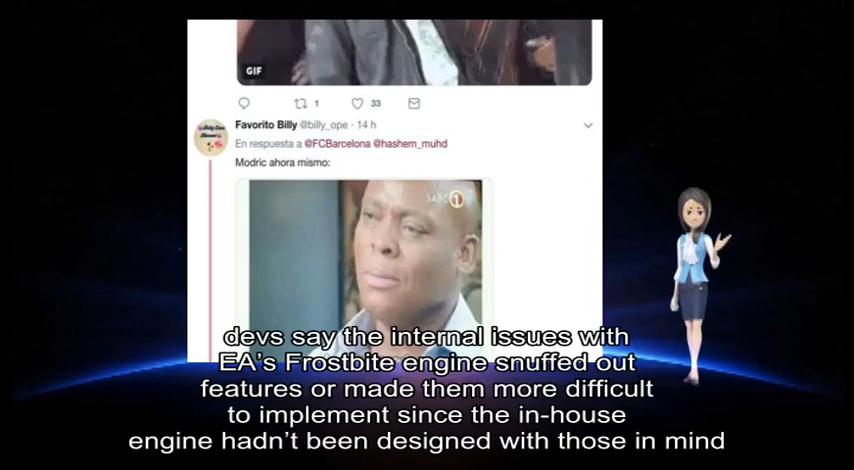 GIF
1 33
Favorito Billy @billy_ope · 14 h
En respuesta a @FCBarcelona @hashem_muhd
Modric ahora mismo:
SABC 1
devs say the internal issues with
EA's Frostbite engine snuffed out
features or made them more difficult
to implement since the in-house
engine hadn't been designed with those in mind